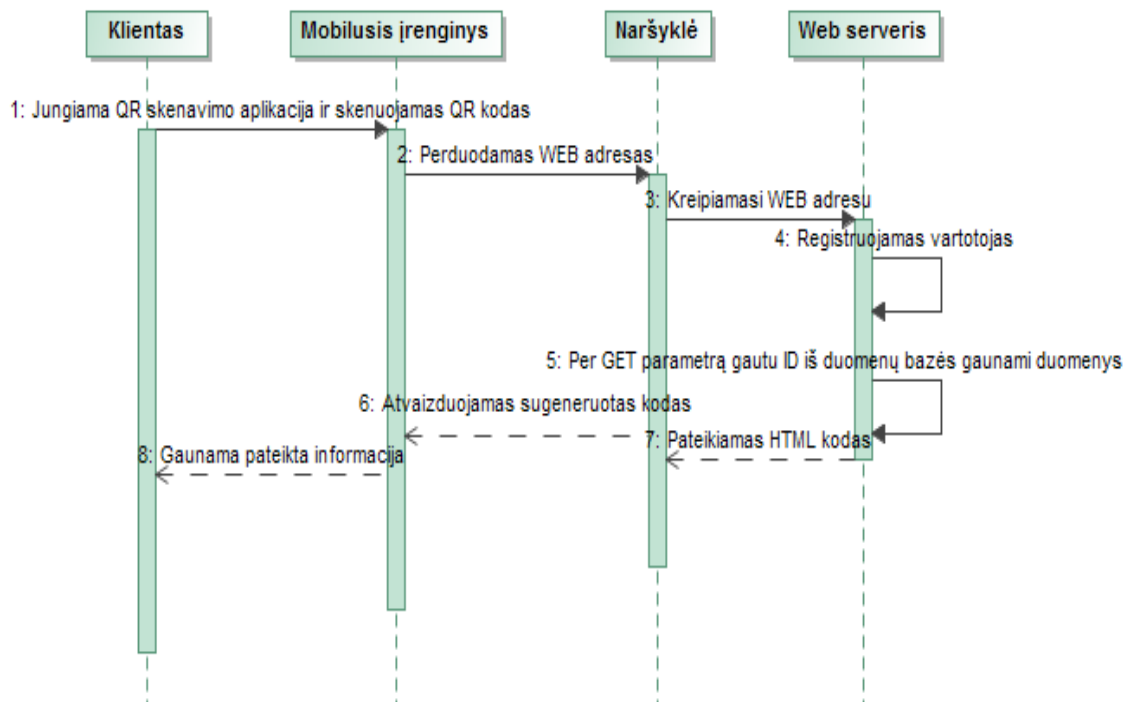 Klientas
Mobilusis įrenginys
Naršyklė
Web serveris
1: Jungiama QR skenavimo aplikacija ir skenuojamas QR kodas
2: Perduodamas WEB adresas
3: Kreipiamasi WEB adresu
4: Registruojamas vartotojas
5: Per GET parametrą gautu ID iš duomenų bazės gaunami duomenys
6: Atvaizduojamas sugeneruotas kodas
7: Pateikiamas HTML kodas
8: Gaunama pateikta informacija